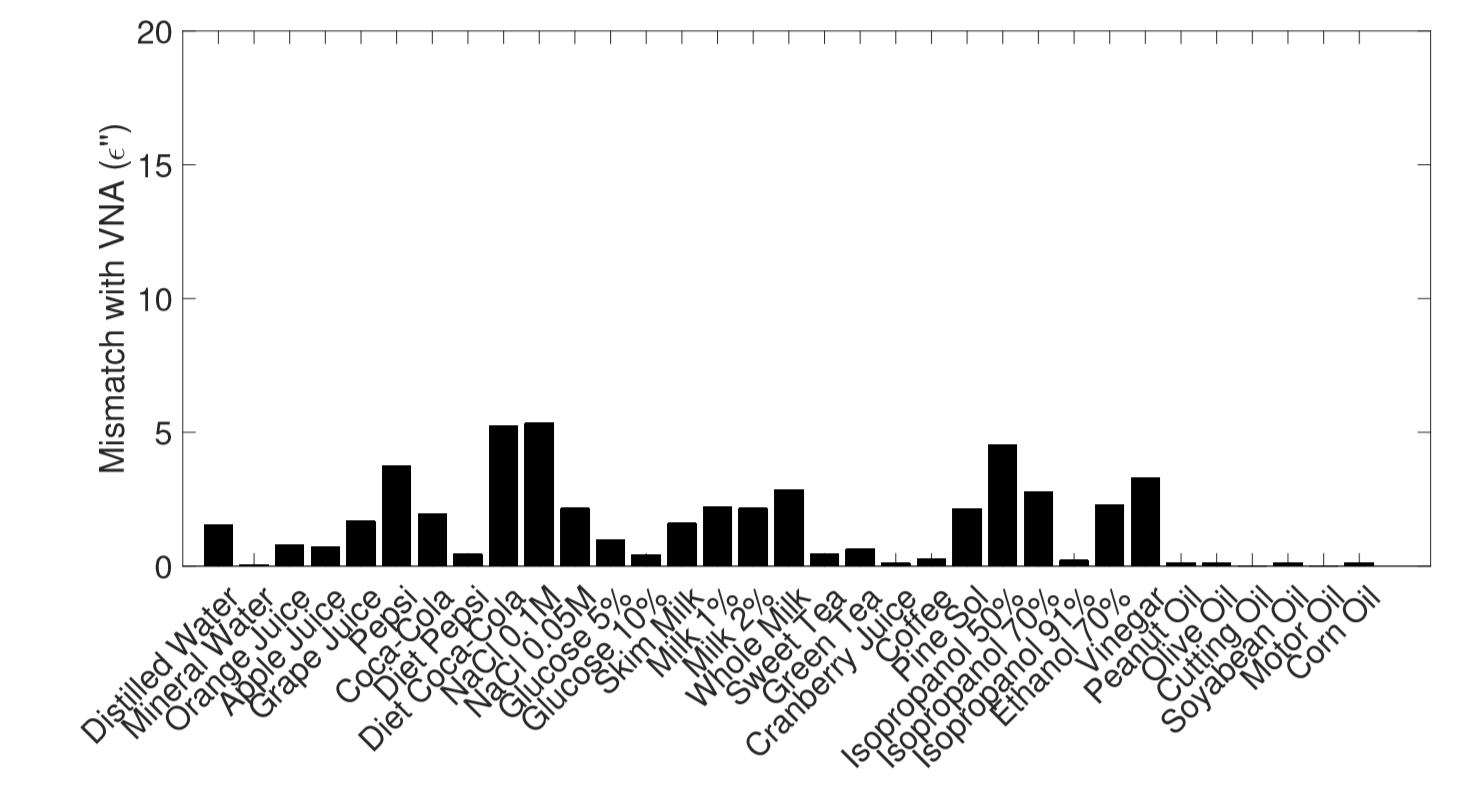 20
15
10
5
0
Mismatch with VNA (ϵ")
Distilled Water
Mineral Water
Orange Juice
Apple Juice
Grape Juice
Pepsi
Coca-Cola
Diet Pepsi
Diet Coca-Cola
NaCl 0. 1M
NaCl 0.05M
Glucose 5%
Glucose 10%
Skim Milk
Milk 1%
Milk 2%
Whole Milk
Sweet Tea
Green Tea
Cranberry Juice
Coffee
Pine Sol
Isopropanol 50%
Isopropanol 70%
Isopropanol 91%
Ethanol 70%
Vinegar
Peanut Oil
Olive Oil
Cutting Oil
Soyabean Oil
Motor Oil
Corn Oil